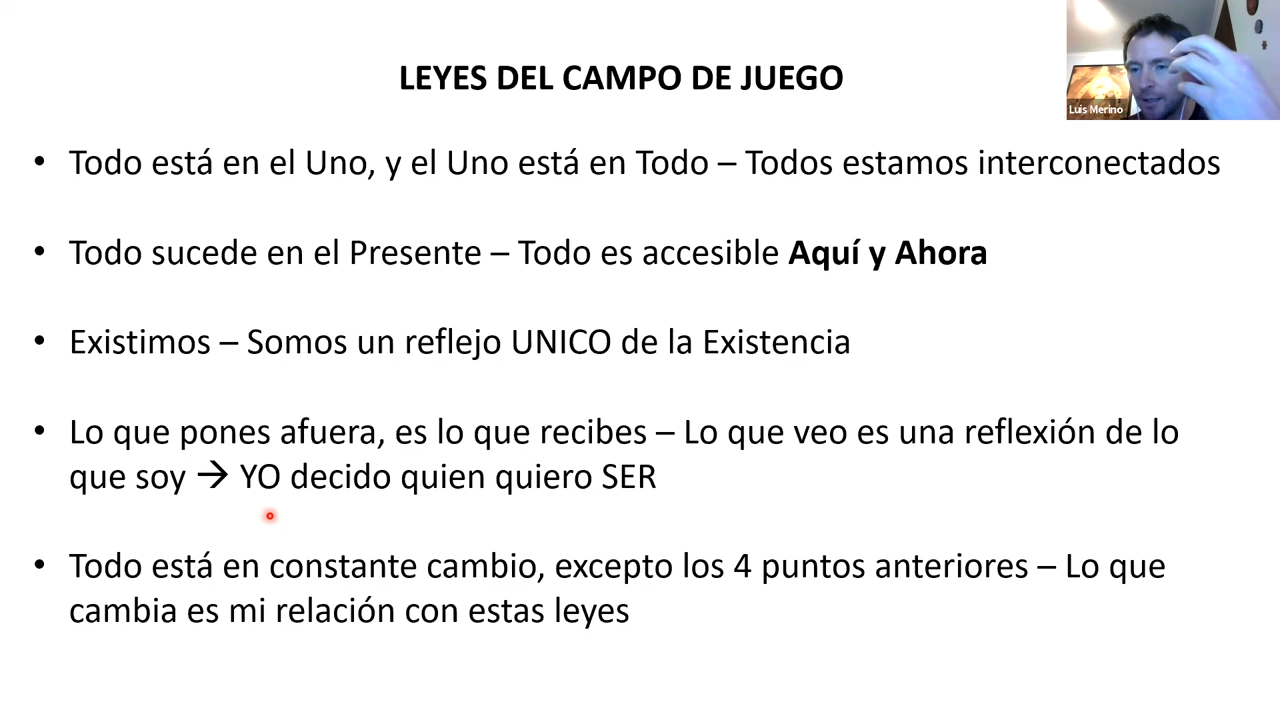 LEYES DEL CAMPO DE JUEGO
Luis Merino
• Todo está en el Uno, y el Uno está en Todo – Todos estamos interconectados
• Todo sucede en el Presente – Todo es accesible Aquí y Ahora
• Existimos – Somos un reflejo UNICO de la Existencia
• Lo que pones afuera, es lo que recibes – Lo que veo es una reflexión de lo
que soy → YO decido quien quiero SER
• Todo está en constante cambio, excepto los 4 puntos anteriores – Lo que
cambia es mi relación con estas leyes